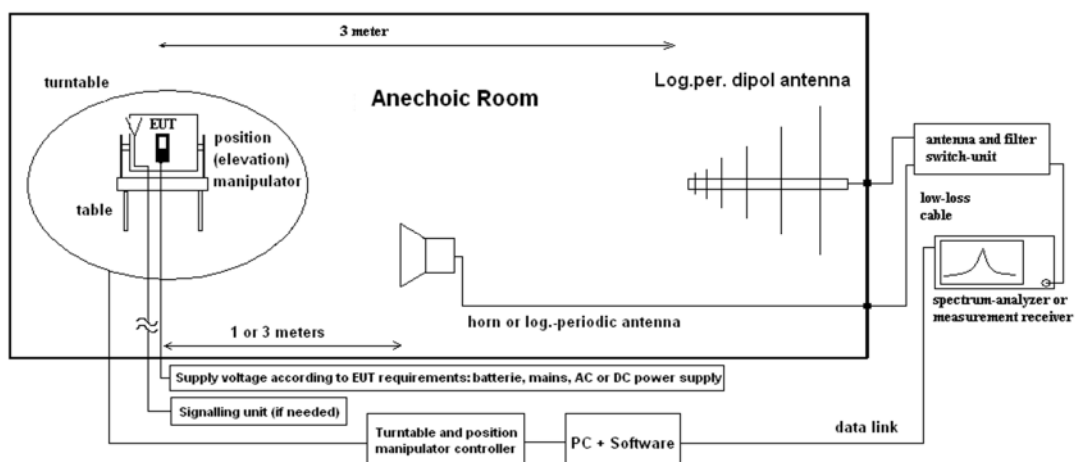 3 meter
turntable
Log.per. dipol antenna
Anechoic Room
EUT
position
(elevation)
manipulator
table
antenna and filter
switch-unit
low-loss
cable
spectrum-analyzer or
measurement receiver
horn or log.-periodic antenna
1 or 3 meters
Supply voltage according to EUT requirements: batterie, mains, AC or DC power supply
Signalling unit (if needed)
Turntable and position
manipulator controller
PC + Software
data link